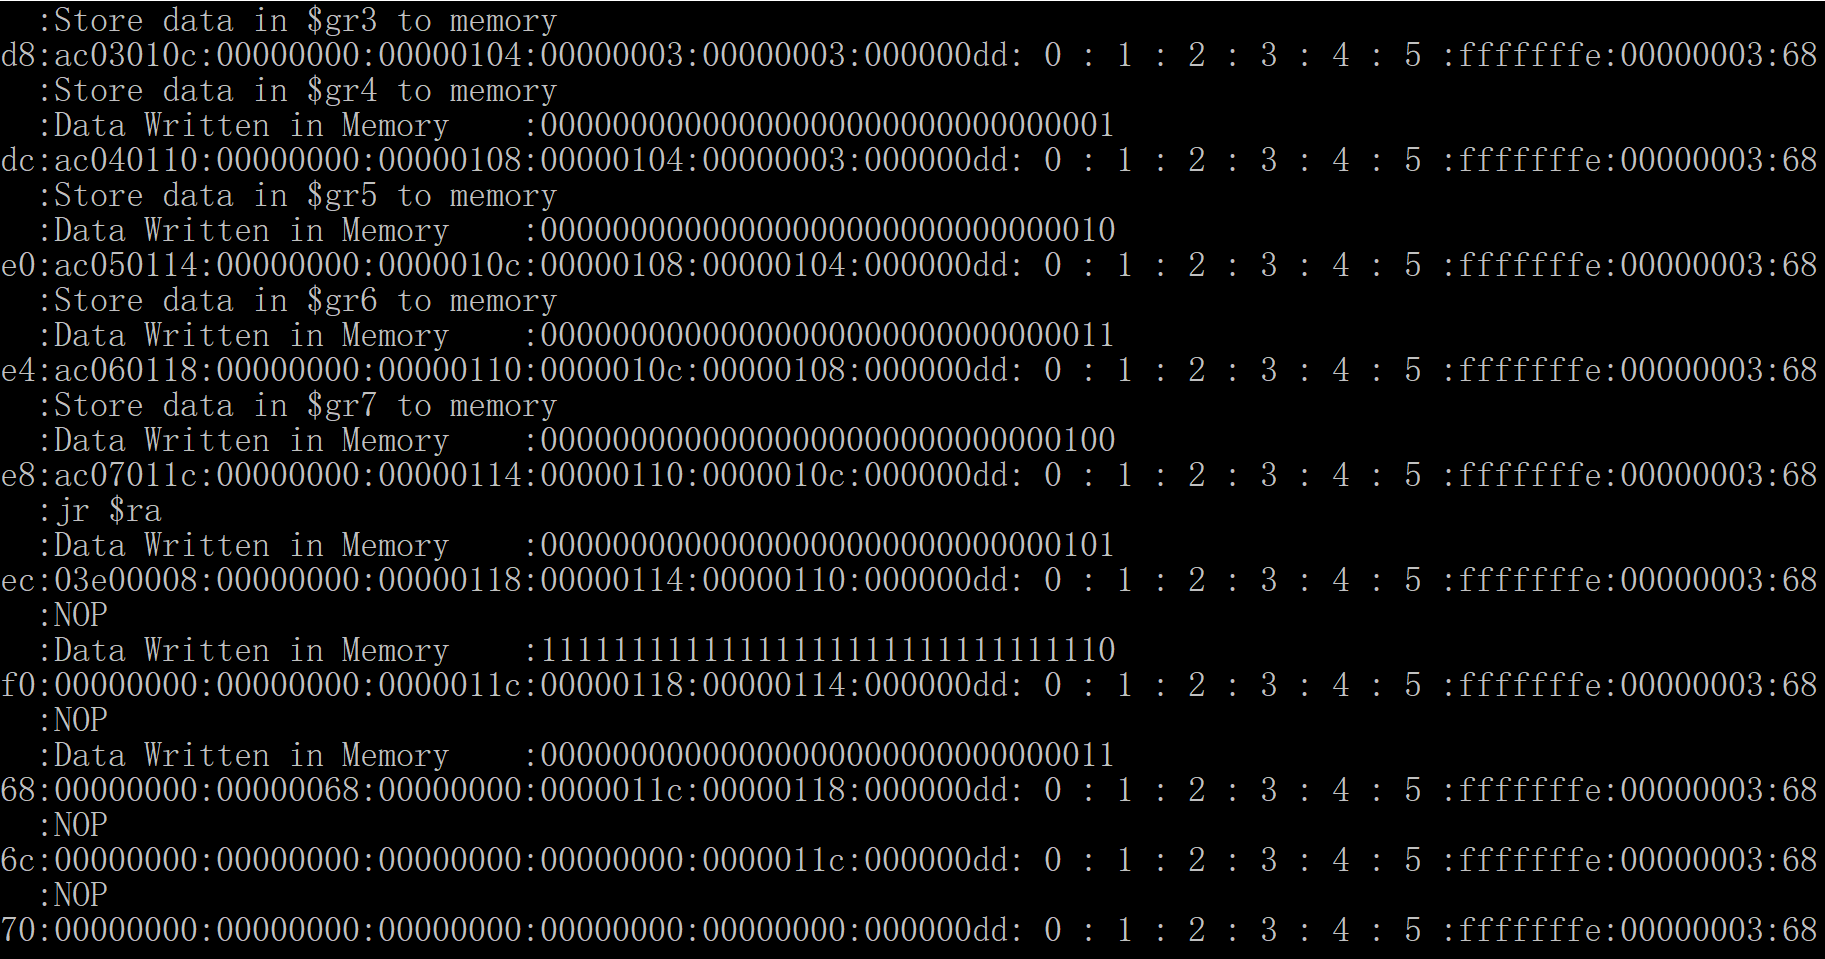 :Store data in $gr3 to memory
d8:ac03010c:00000000:00000104:00000003:00000003:000000dd: 0 : 1 : 2 : 3 : 4 : 5 :fffffffe:00000003:68
:Store data in $gr4 to memory
:Data Written in Memory    :00000000000000000000000000000001
dc:ac040110:00000000:00000108:00000104:00000003:000000dd: 0 : 1 : 2 : 3 : 4 : 5 :fffffffe:00000003:68
:Store data in $gr5 to memory
:Data Written in Memory    :00000000000000000000000000000010
e0:ac050114:00000000:0000010c:00000108:00000104:000000dd: 0 : 1 : 2 : 3 : 4 : 5 :fffffffe:00000003:68
:Store data in $gr6 to memory
:Data Written in Memory    :00000000000000000000000000000011
e4:ac060118:00000000:00000110:0000010c:00000108:000000dd: 0 : 1 : 2 : 3 : 4 : 5 :fffffffe:00000003:68
:Store data in $gr7 to memory
:Data Written in Memory    :00000000000000000000000000000100
e8:ac07011c:00000000:00000114:00000110:0000010c:000000dd: 0 : 1 : 2 : 3 : 4 : 5 :fffffffe:00000003:68
:jr $ra
:Data Written in Memory    :00000000000000000000000000000101
ec:03e00008:00000000:00000118:00000114:00000110:000000dd: 0 : 1 : 2 : 3 : 4 : 5 :fffffffe:00000003:68
:NOP
:Data Written in Memory    :11111111111111111111111111111110
f0:00000000:00000000:0000011c:00000118:00000114:000000dd: 0 : 1 : 2 : 3 : 4 : 5 :fffffffe:00000003:68
:NOP
:Data Written in Memory    :00000000000000000000000000000011
68:00000000:00000068:00000000:0000011c:00000118:000000dd: 0 : 1 : 2 : 3 : 4 : 5 :fffffffe:00000003:68
:NOP
6c:00000000:00000000:00000000:00000000:0000011c:000000dd: 0 : 1 : 2 : 3 : 4 : 5 :fffffffe:00000003:68
:NOP
70:00000000:00000000:00000000:00000000:00000000:000000dd: 0 : 1 : 2 : 3 : 4 : 5 :fffffffe:00000003:68